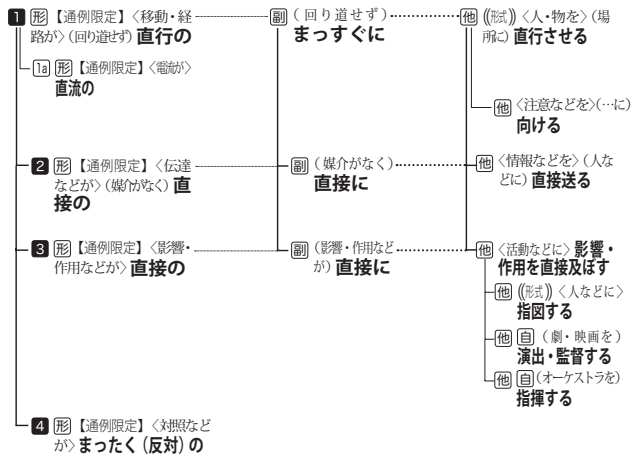 1 形【通例限定】〈移動・経
路が〉(回り道せず) 直行の
1a 形【通例限定】〈電流が〉
直流の
2 形【通例限定】〈伝達
などが〉(媒介がなく) 直
接の
3 形【通例限定】〈影響・
作用などが〉直接の
4 形【通例限定】〈対照など
が〉まったく (反対) の
副 (回り道せず)
まっすぐに
副 (媒介がなく)
直接に
副 (影響・作用など
が) 直接に
他 ((形式)) 〈人・物を〉(場
所に) 直行させる
他 〈注意などを〉(…に)
向ける
他 〈情報などを〉(人な
どに) 直接送る
他 〈活動などに〉影響・
作用を直接及ぼす
他 ((形式)) 〈人などに〉
指図する
他 自 (劇・映画を)
演出・監督する
他 自 (オーケストラを)
指揮する